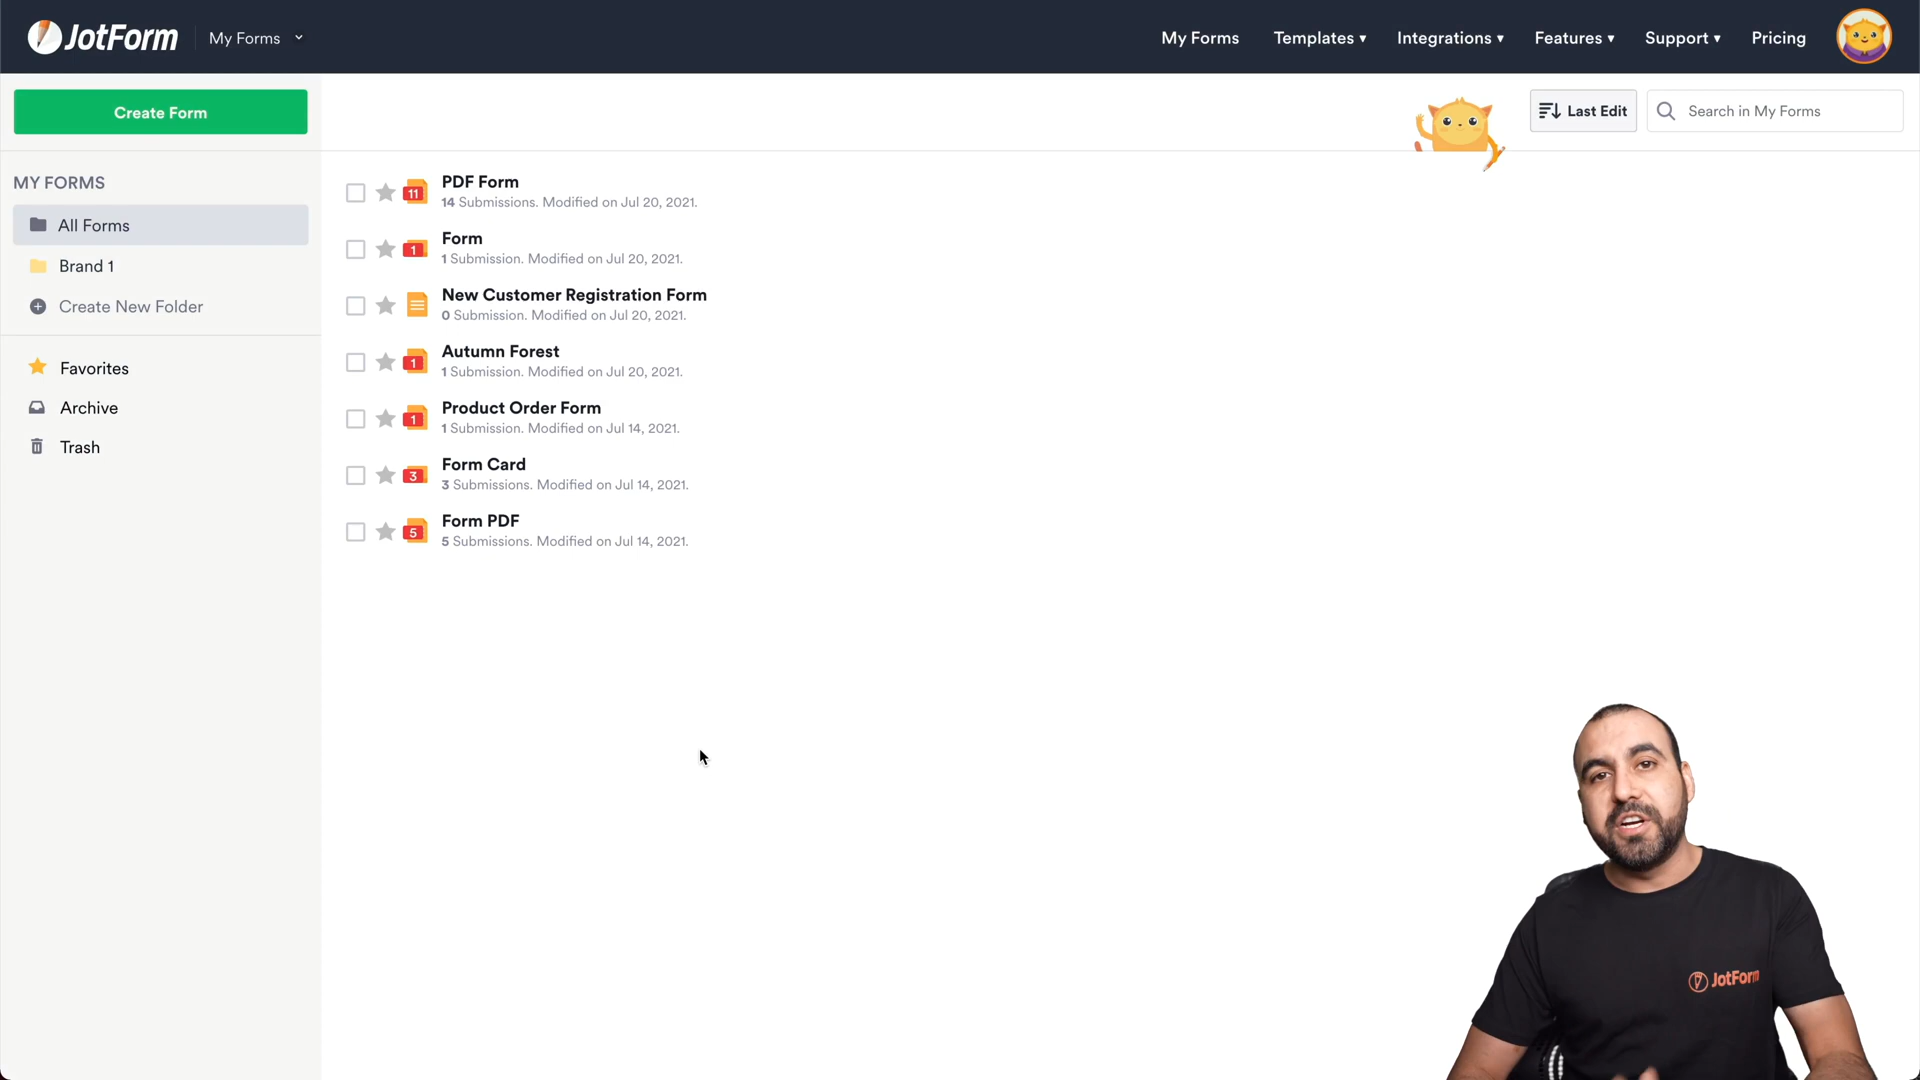 JotForm
My Forms
My Forms
Templates ▾
Integrations ▾
Features ▾
Support ▾
Pricing
Create Form
Last Edit
Search in My Forms
MY FORMS
All Forms
Brand 1
Create New Folder
Favorites
Archive
Trash
11
PDF Form
14 Submissions. Modified on Jul 20, 2021.
1
Form
1 Submission. Modified on Jul 20, 2021.
New Customer Registration Form
0 Submission. Modified on Jul 20, 2021.
1
Autumn Forest
1 Submission. Modified on Jul 20, 2021.
1
Product Order Form
1 Submission. Modified on Jul 14, 2021.
3
Form Card
3 Submissions. Modified on Jul 14, 2021.
5
Form PDF
5 Submissions. Modified on Jul 14, 2021.
JotForm